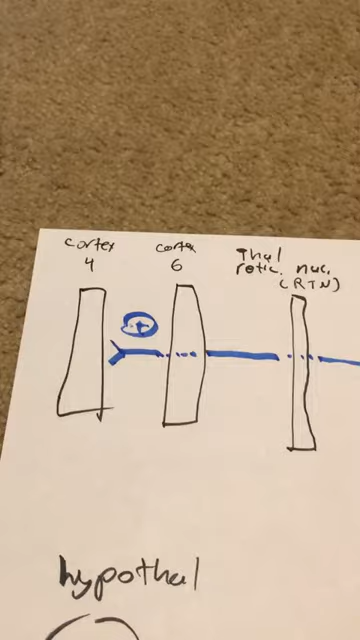 cortex
4
cortex
6
Thal
retic. nuc.
(RTN)
+
hypothal